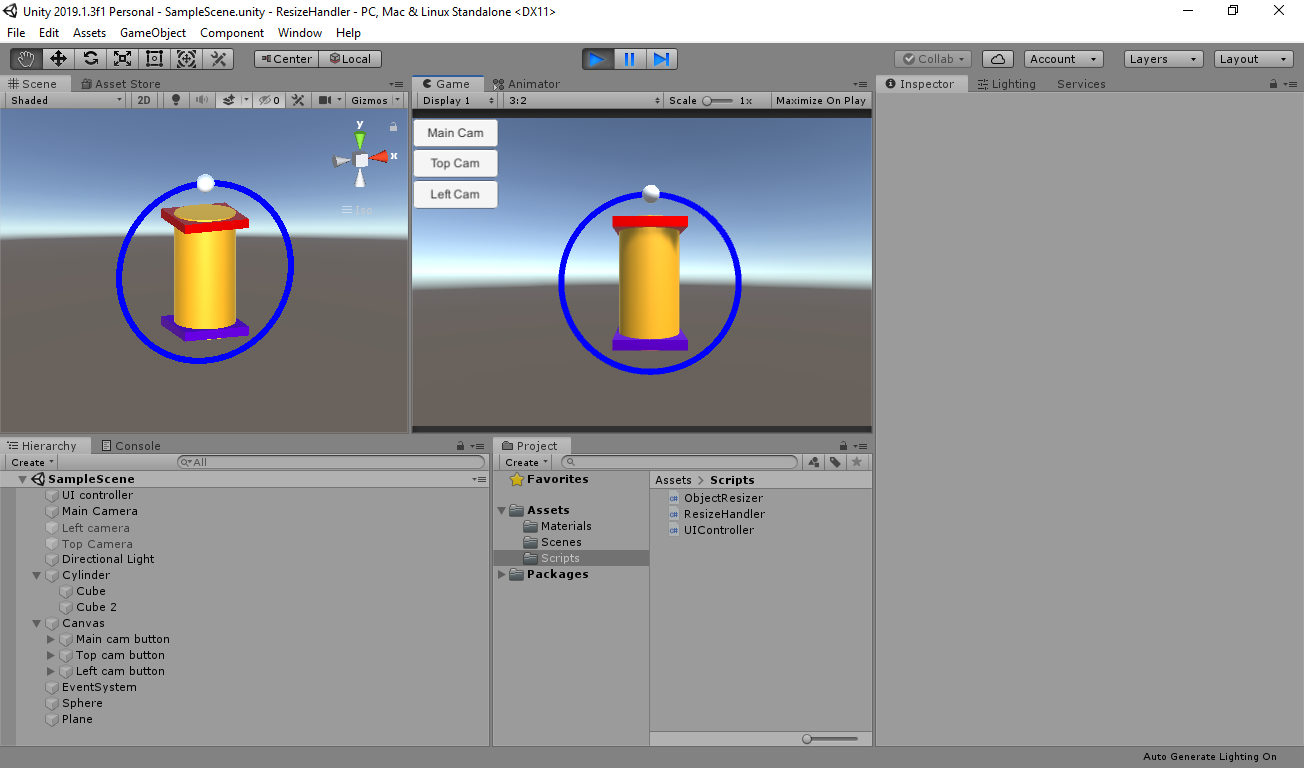 Unity 2019.1.3f1 Personal - SampleScene.unity - ResizeHandler - PC, Mac & Linux Standalone <DX11>
File Edit Assets GameObject Component Window Help
Center Local Collab Account Layers Layout
Scene Asset Store Game Animator Inspector Lighting Services
Shaded 2D 0 Gizmos Display 1 3:2 Scale 1x Maximize On Play
y
x
Iso
Main Cam
Top Cam
Left Cam
Hierarchy Console Project
Create All Create
SampleScene
UI controller
Main Camera
Left camera
Top Camera
Directional Light
Cylinder
Cube
Cube 2
Canvas
Main cam button
Top cam button
Left cam button
EventSystem
Sphere
Plane
Favorites
Assets
Materials
Scenes
Scripts
Packages
Assets > Scripts
ObjectResizer
ResizeHandler
UIController
Auto Generate Lighting On